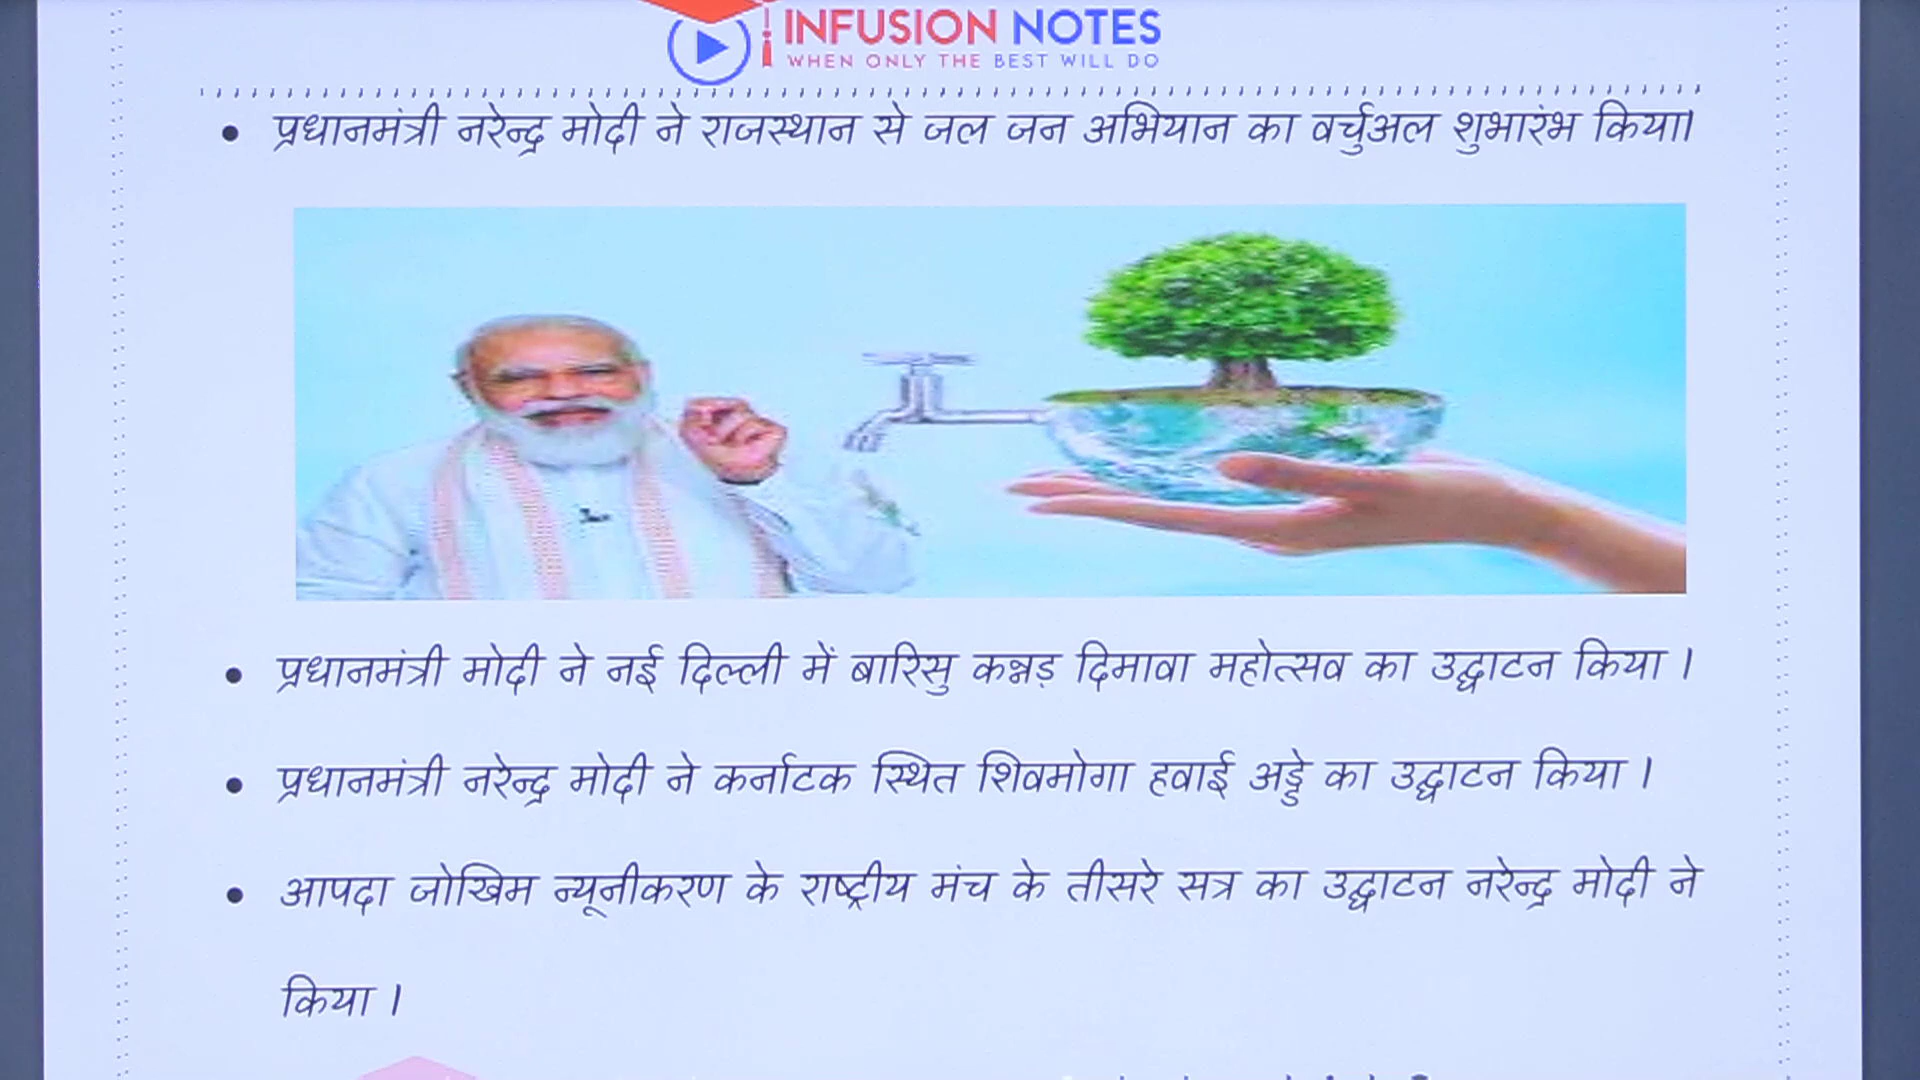 INFUSION NOTES
WHEN ONLY THE BEST WILL DO
• प्रधानमंत्री नरेन्द्र मोदी ने राजस्थान से जल जन अभियान का वर्चुअल शुभारंभ किया।
• प्रधानमंत्री मोदी ने नई दिल्ली में बारिसु कन्नड़ दिमावा महोत्सव का उद्घाटन किया ।
• प्रधानमंत्री नरेन्द्र मोदी ने कर्नाटक स्थित शिवमोगा हवाई अड्डे का उद्घाटन किया ।
• आपदा जोखिम न्यूनीकरण के राष्ट्रीय मंच के तीसरे सत्र का उद्घाटन नरेन्द्र मोदी ने
किया ।